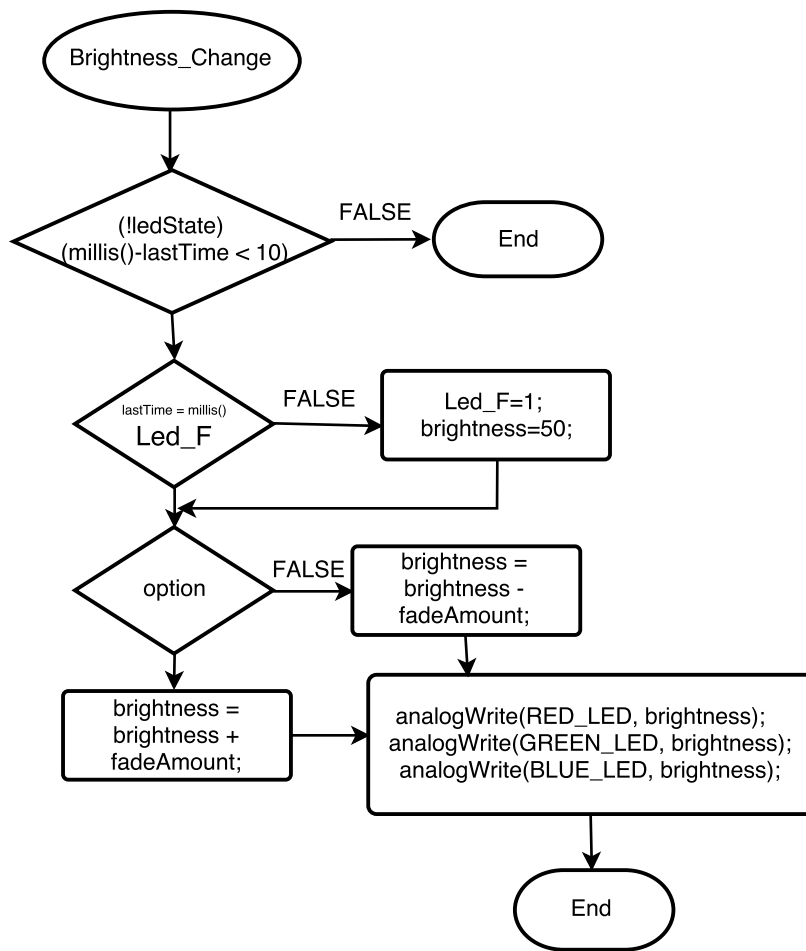 Brightness_Change
(!ledState)
(millis()-lastTime < 10)
FALSE
End
lastTime = millis()
Led_F
FALSE
Led_F=1;
brightness=50;
option
FALSE
brightness =
brightness -
fadeAmount;
brightness =
brightness +
fadeAmount;
analogWrite(RED_LED, brightness);
analogWrite(GREEN_LED, brightness);
analogWrite(BLUE_LED, brightness);
End